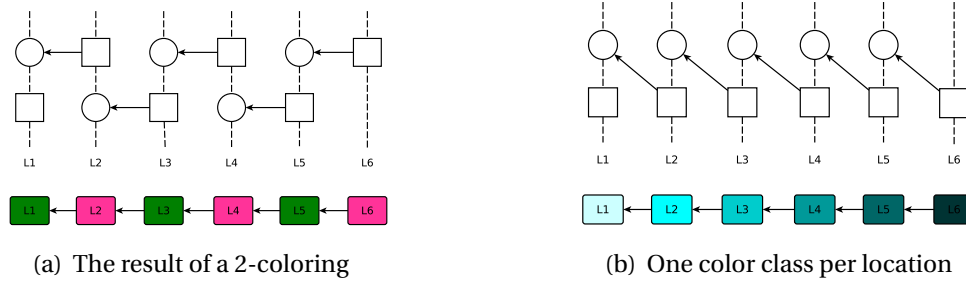 L1 L2 L3 L4 L5 L6
L1 L2 L3 L4 L5 L6
(a) The result of a 2-coloring
L1 L2 L3 L4 L5 L6
L1 L2 L3 L4 L5 L6
(b) One color class per location